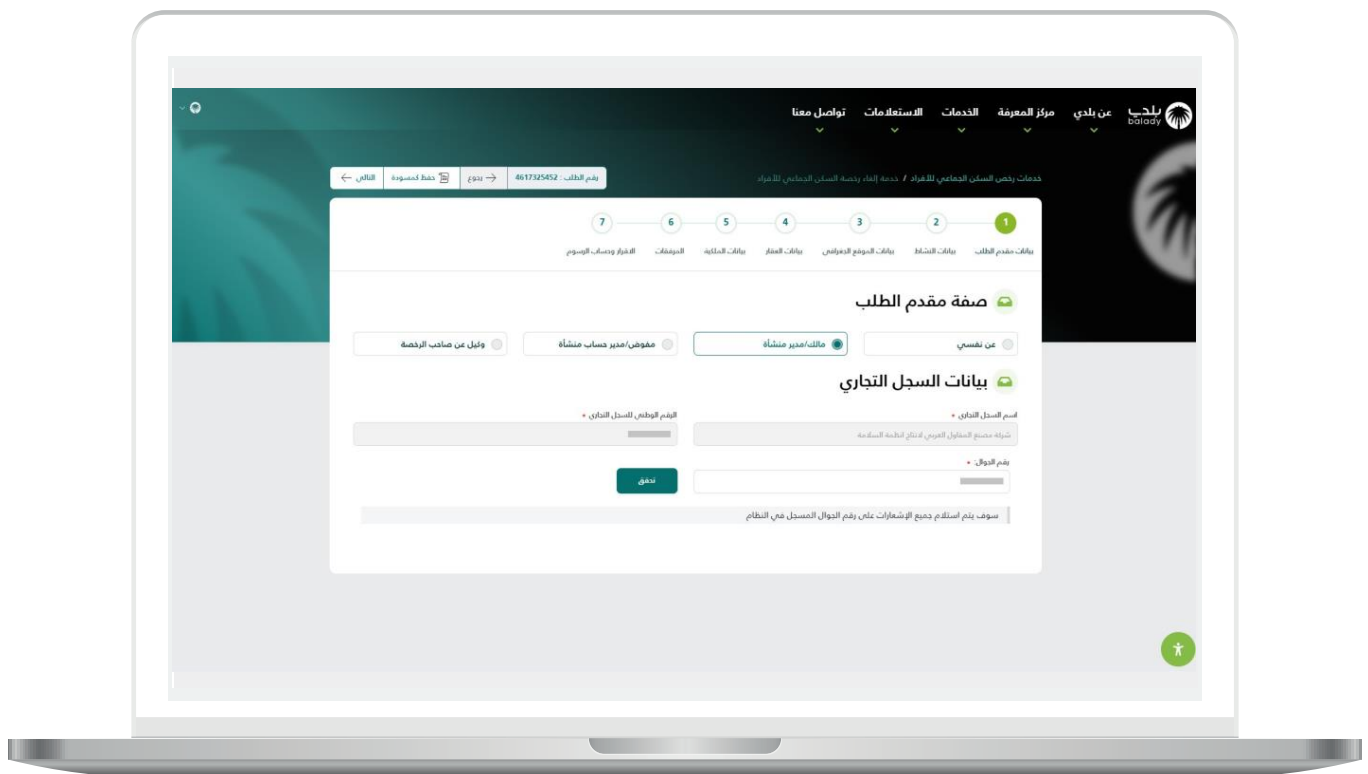 بلدي balady عن بلدي مركز المعرفة الخدمات الاستعلامات تواصل معنا
خدمات رخص السكن الجماعي للأفراد / خدمة إلغاء رخصة السكن الجماعي للأفراد
رقم الطلب : 4617325452 رجوع حفظ كمسودة التالي
1 2 3 4 5 6 7
بيانات مقدم الطلب بيانات النشاط بيانات الموقع الجغرافي بيانات العقار بيانات الملكية المرفقات الاقرار وحساب الرسوم
صفة مقدم الطلب
عن نفسي مالك/مدير منشأة مفوض/مدير حساب منشأة وكيل عن صاحب الرخصة
بيانات السجل التجاري
اسم السجل التجاري * الرقم الوطني للسجل التجاري *
شركة مصنع المقاول العربي لانتاج انظمة السلامة
رقم الجوال: *
تحقق
سوف يتم استلام جميع الإشعارات على رقم الجوال المسجل في النظام